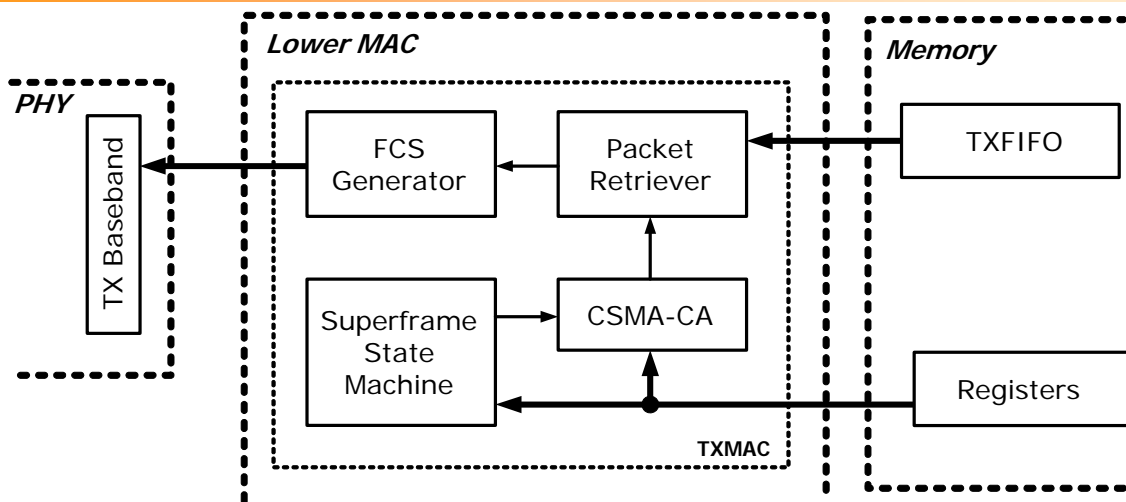 Lower MAC
Memory
PHY
TX Baseband
FCS
Generator
Packet
Retriever
TXFIFO
Superframe
State
Machine
CSMA-CA
Registers
TXMAC